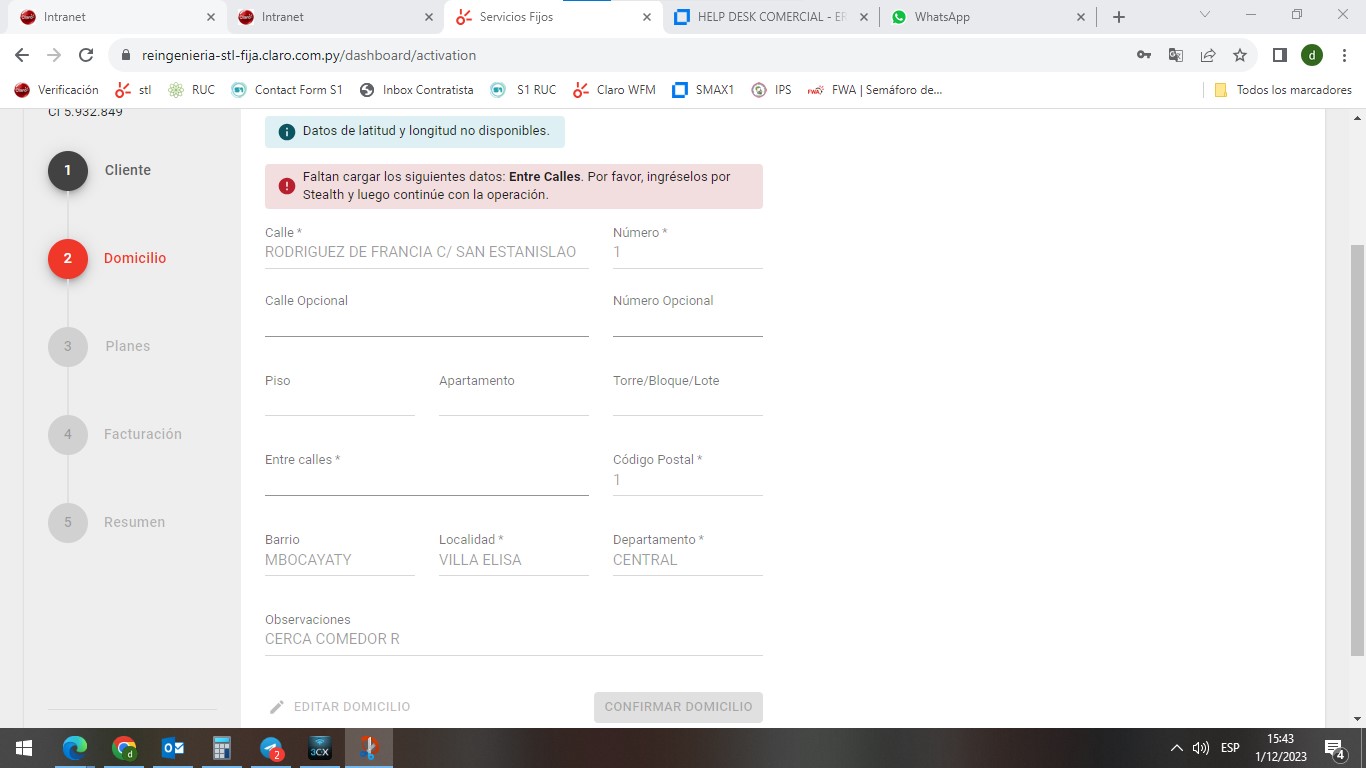 Intranet
Intranet
Servicios Fijos
HELP DESK COMERCIAL - EF
WhatsApp
reingenieria-stl-fija.claro.com.py/dashboard/activation
d
Verificación
stl
RUC
Contact Form S1
Inbox Contratista
S1 RUC
Claro WFM
SMAX1
IPS
FWA | Semáforo de...
Todos los marcadores
CI 5.932.849
1 Cliente
2 Domicilio
3 Planes
4 Facturación
5 Resumen
Datos de latitud y longitud no disponibles.
Faltan cargar los siguientes datos: Entre Calles. Por favor, ingréselos por
Stealth y luego continúe con la operación.
Calle *
Número *
RODRIGUEZ DE FRANCIA C/ SAN ESTANISLAO
1
Calle Opcional
Número Opcional
Piso
Apartamento
Torre/Bloque/Lote
Entre calles *
Código Postal *
1
Barrio
Localidad *
Departamento *
MBOCAYATY
VILLA ELISA
CENTRAL
Observaciones
CERCA COMEDOR R
EDITAR DOMICILIO
CONFIRMAR DOMICILIO
d
2
3CX
ESP
15:43
1/12/2023
4